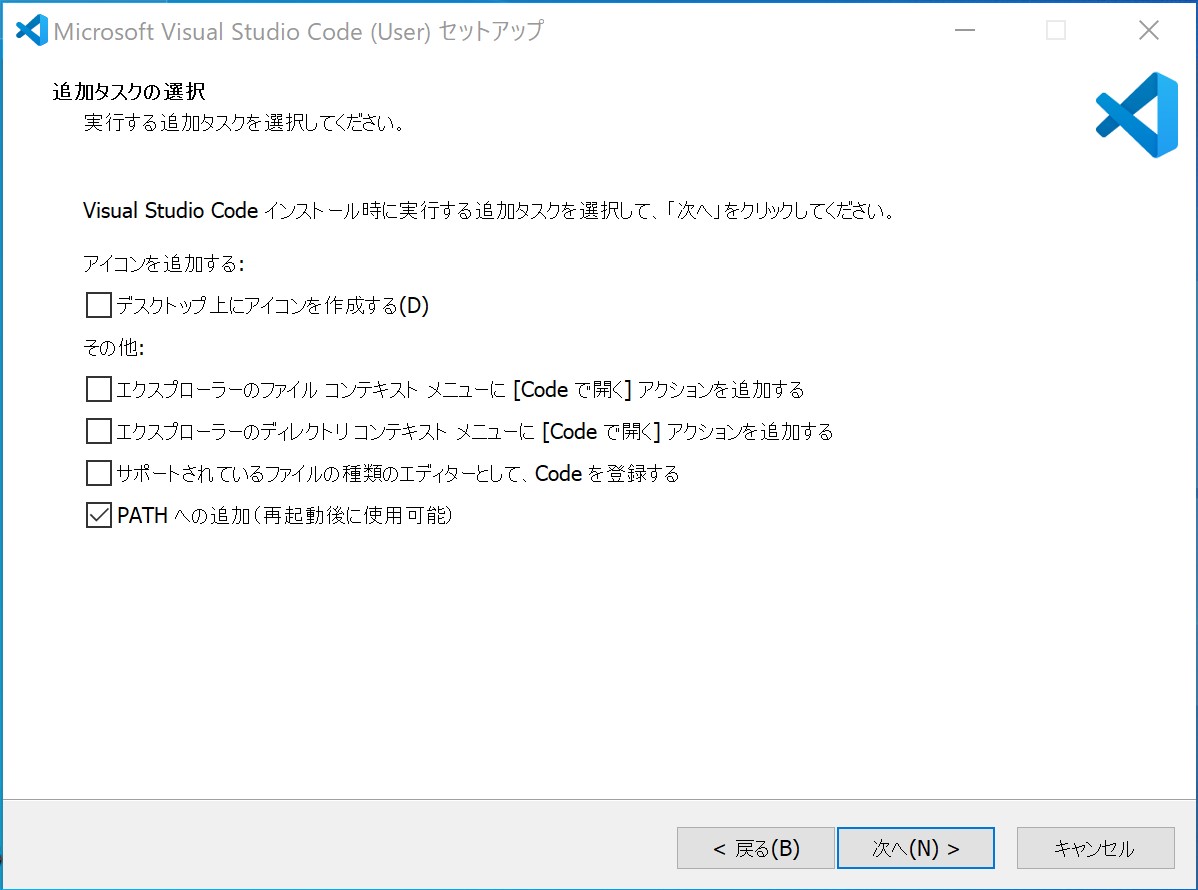 Microsoft Visual Studio Code (User) セットアップ
追加タスクの選択
実行する追加タスクを選択してください。
Visual Studio Code インストール時に実行する追加タスクを選択して、「次へ」をクリックしてください。
アイコンを追加する:
デスクトップ上にアイコンを作成する(D)
その他:
エクスプローラーのファイル コンテキスト メニューに [Code で開く] アクションを追加する
エクスプローラーのディレクトリ コンテキスト メニューに [Code で開く] アクションを追加する
サポートされているファイルの種類のエディターとして、Code を登録する
PATH への追加(再起動後に使用可能)
< 戻る(B) 次へ(N) > キャンセル